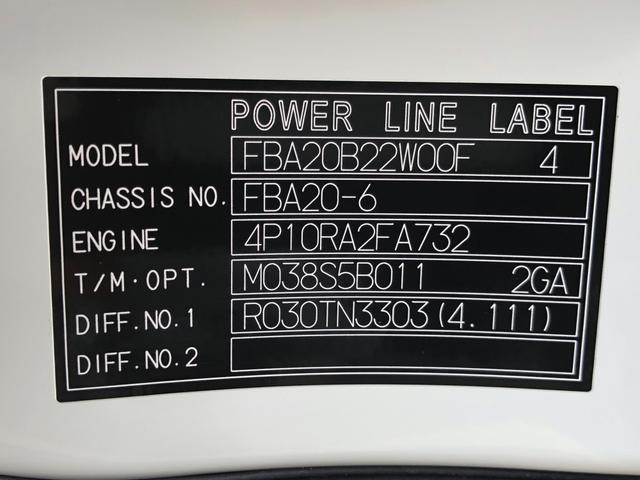 POWER LINE LABEL
MODEL FBA20B22W00F 4
CHASSIS NO. FBA20-6
ENGINE 4P10RA2FA732
T/M·OPT. M038S5B011 2GA
DIFF.NO.1 R030TN3303(4.111)
DIFF.NO.2